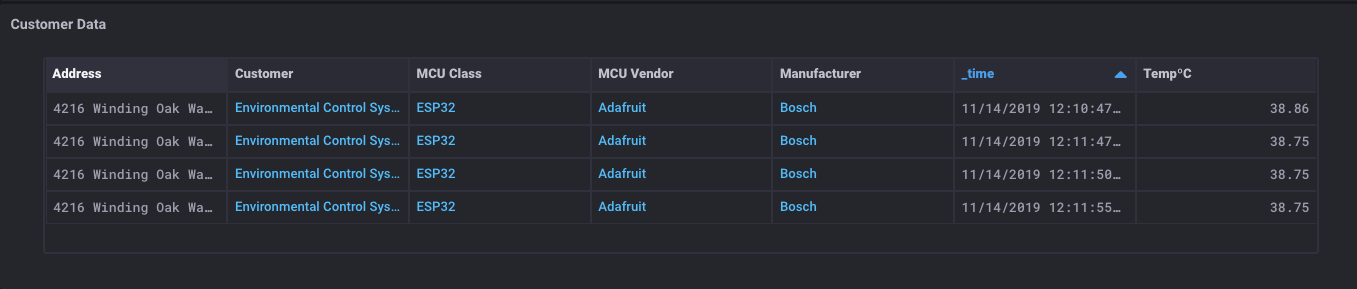 Customer Data
Address Customer MCU Class MCU Vendor Manufacturer _time TempºC
4216 Winding Oak Wa… Environmental Control Sys… ESP32 Adafruit Bosch 11/14/2019 12:10:47… 38.86
4216 Winding Oak Wa… Environmental Control Sys… ESP32 Adafruit Bosch 11/14/2019 12:11:47… 38.75
4216 Winding Oak Wa… Environmental Control Sys… ESP32 Adafruit Bosch 11/14/2019 12:11:50… 38.75
4216 Winding Oak Wa… Environmental Control Sys… ESP32 Adafruit Bosch 11/14/2019 12:11:55… 38.75